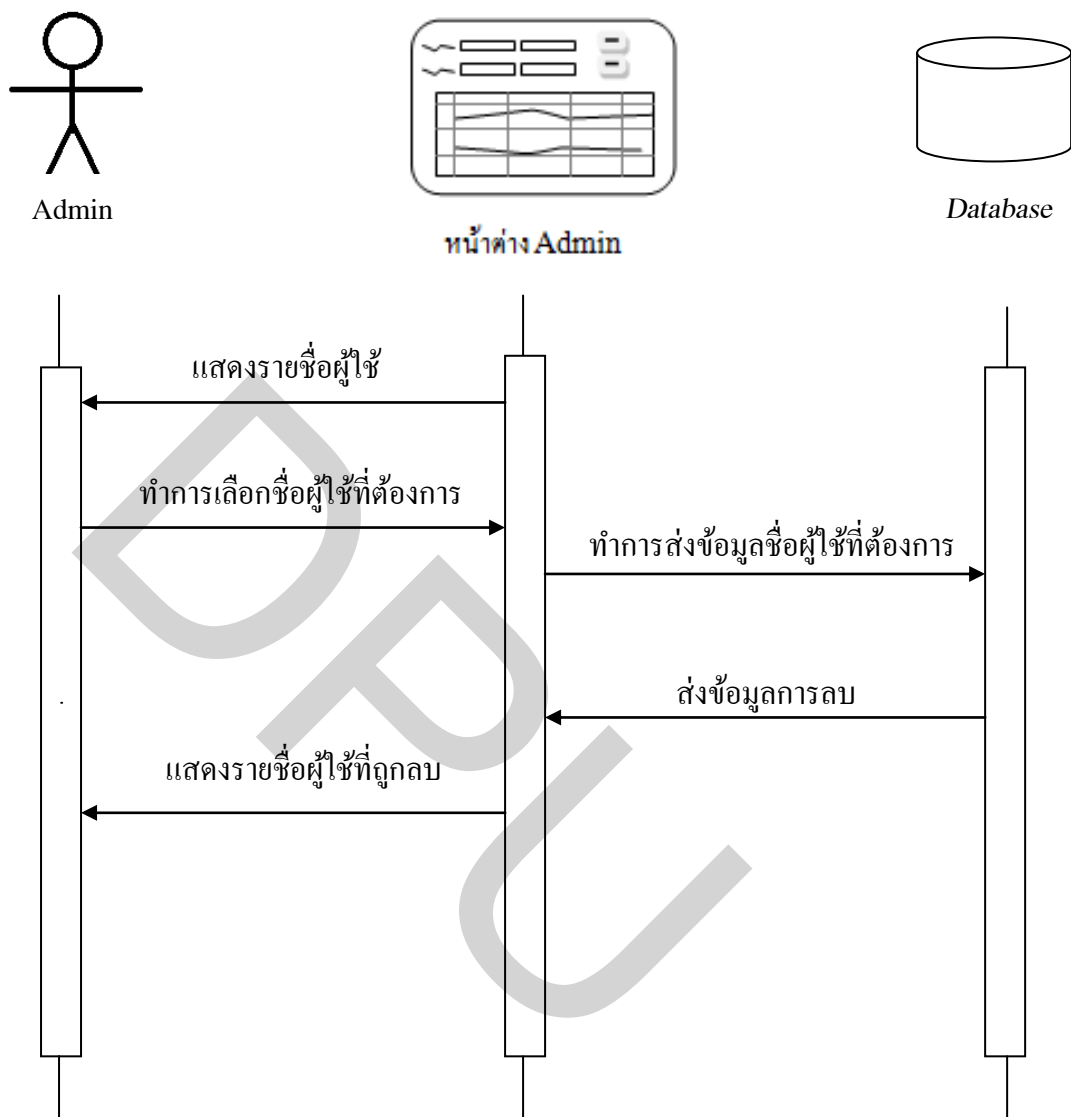 Admin
หน้าต่าง Admin
Database
แสดงรายชื่อผู้ใช้
ทำการเลือกชื่อผู้ใช้ที่ต้องการ
ทำการส่งข้อมูลชื่อผู้ใช้ที่ต้องการ
ส่งข้อมูลการลบ
แสดงรายชื่อผู้ใช้ที่ถูกลบ
DPU